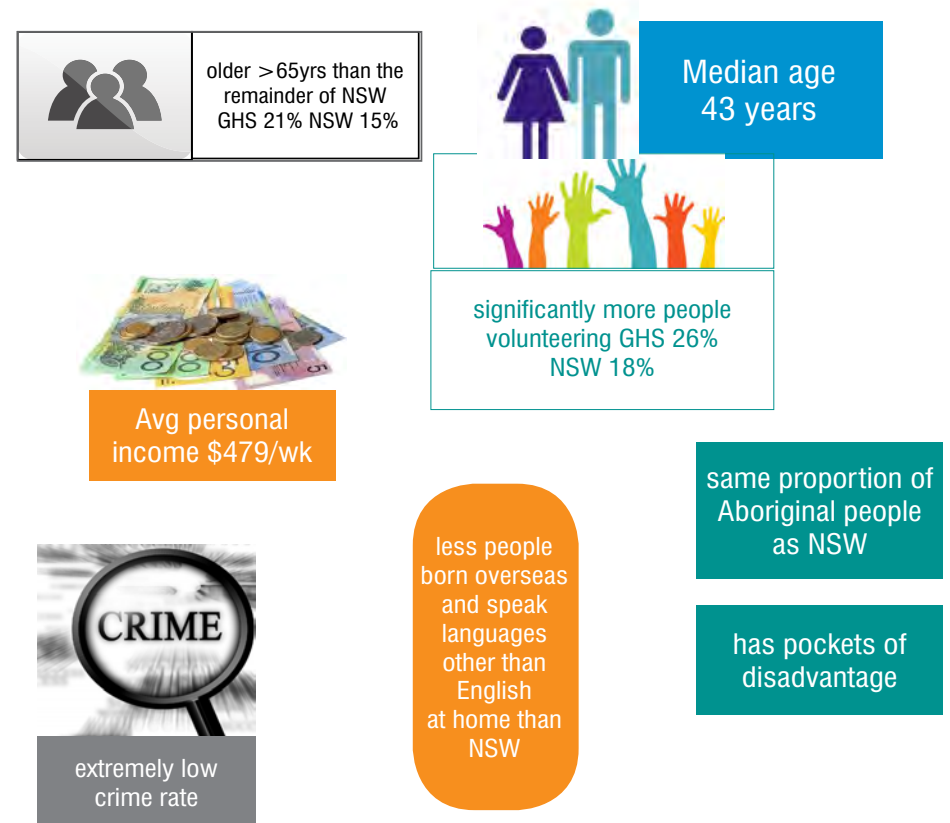 older >65yrs than the
remainder of NSW
GHS 21% NSW 15%
Median age
43 years
significantly more people
volunteering GHS 26%
NSW 18%
Avg personal
income $479/wk
same proportion of
Aboriginal people
as NSW
less people
born overseas
and speak
languages
other than
English
at home than
NSW
has pockets of
disadvantage
CRIME
extremely low
crime rate